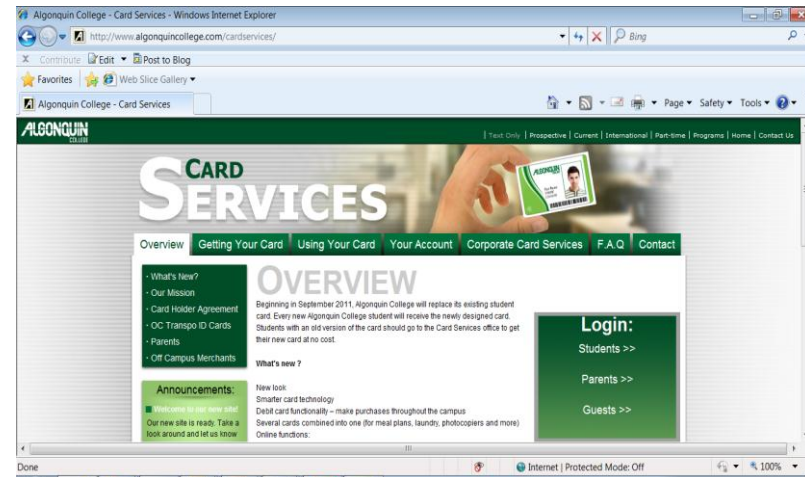 Algonquin College - Card Services - Windows Internet Explorer
http://www.algonquincollege.com/cardservices/
Bing
X Contribute Edit Post to Blog
Favorites Web Slice Gallery
Algonquin College - Card Services
Page Safety Tools
ALGONQUIN
COLLEGE
| Text Only | Prospective | Current | International | Part-time | Programs | Home | Contact Us
CARD
SERVICES
ALGONQUIN
Overview Getting Your Card Using Your Card Your Account Corporate Card Services F.A.Q Contact
· What's New?
· Our Mission
· Card Holder Agreement
· OC Transpo ID Cards
· Parents
· Off Campus Merchants
Announcements:
Welcome to our new site!
Our new site is ready. Take a
look around and let us know
OVERVIEW
Beginning in September 2011, Algonquin College will replace its existing student
card. Every new Algonquin College student will receive the newly designed card.
Students with an old version of the card should go to the Card Services office to get
their new card at no cost.
What's new ?
New look
Smarter card technology
Debit card functionality – make purchases throughout the campus
Several cards combined into one (for meal plans, laundry, photocopiers and more)
Online functions:
Login:
Students >>
Parents >>
Guests >>
Done
Internet | Protected Mode: Off
100%